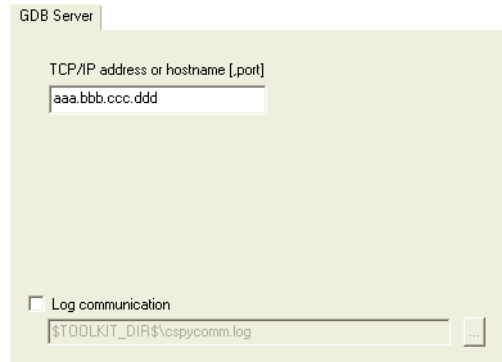 GDB Server
TCP/IP address or hostname [,port]
aaa.bbb.ccc.ddd
Log communication
$TOOLKIT_DIR$\cspycomm.log
...